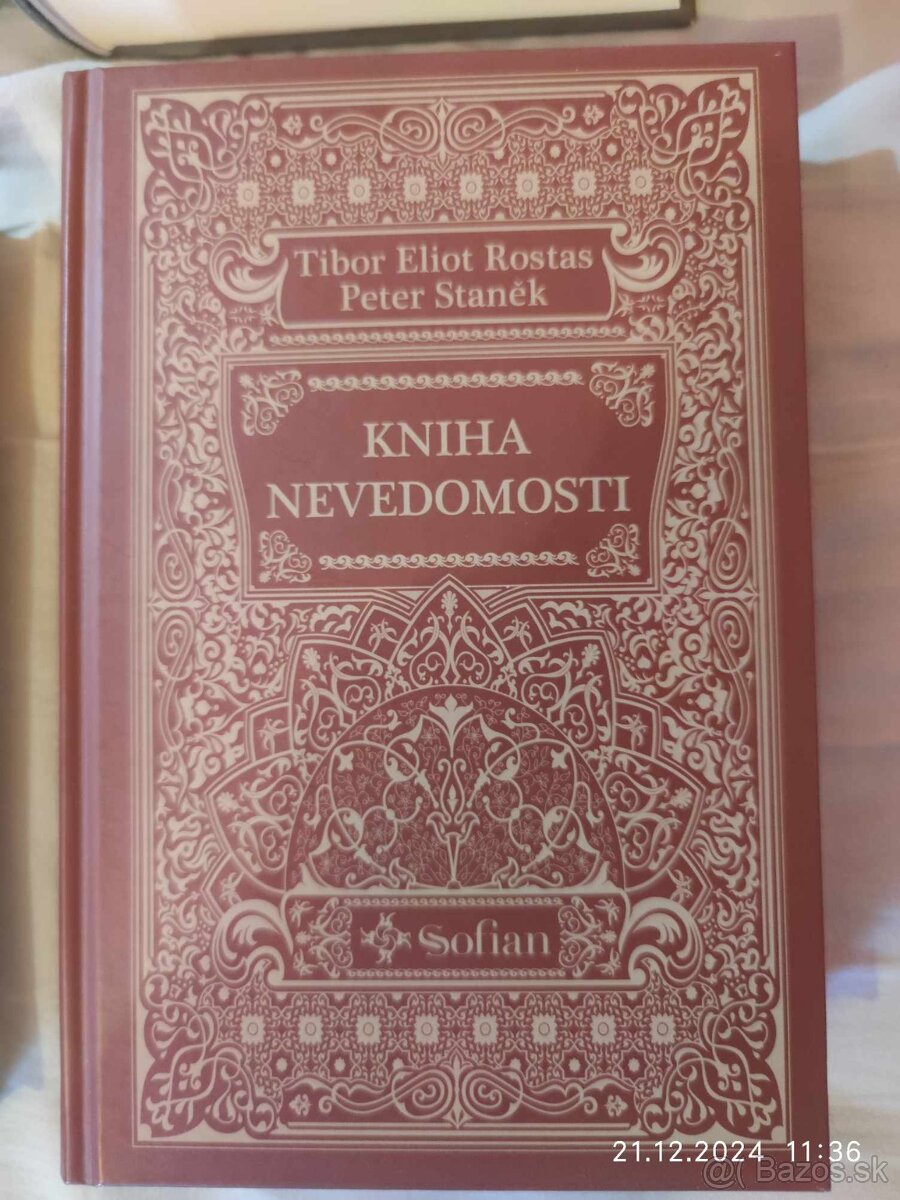 Tibor Eliot Rostas
Peter Staněk
KNIHA
NEVEDOMOSTI
Sofian
21.12.2024 11:36
@ Bazos.sk